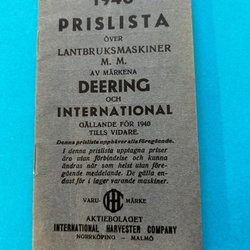 1940
PRISLISTA
ÖVER
LANTBRUKSMASKINER
M. M.
AV MÄRKENA
DEERING
OCH
INTERNATIONAL
GÄLLANDE FÖR 1940
TILLS VIDARE.
Denna prislista upphäver alla föregående.
I denna prislista upptagna priser
äro utan förbindelse och kunna
ändras när som helst utan före-
gående meddelande. De gälla en-
dast för i lager varande maskiner.
VARU IHC MÄRKE
AKTIEBOLAGET
INTERNATIONAL HARVESTER COMPANY
NORRKÖPING — MALMÖ